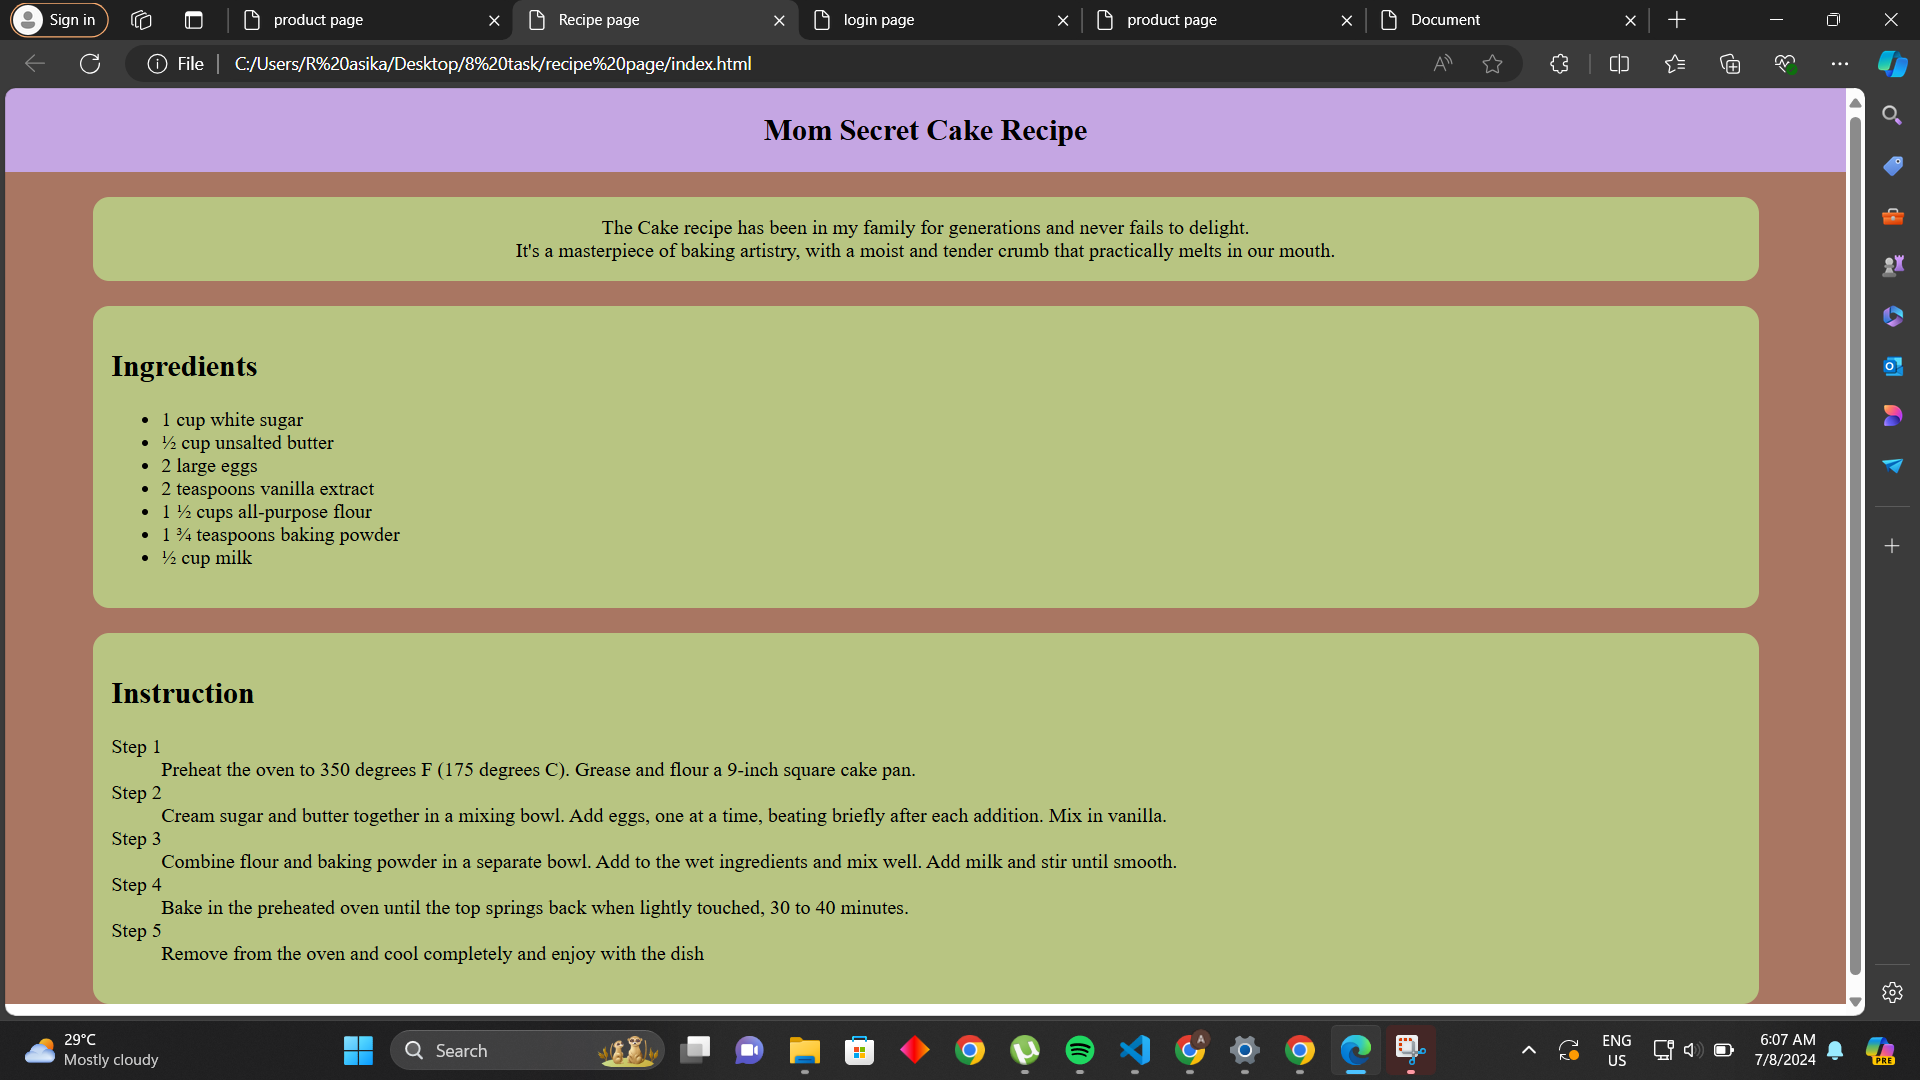 Sign in
product page
Recipe page
login page
product page
Document
File
C:/Users/R%20asika/Desktop/8%20task/recipe%20page/index.html
Mom Secret Cake Recipe
The Cake recipe has been in my family for generations and never fails to delight.
It's a masterpiece of baking artistry, with a moist and tender crumb that practically melts in our mouth.
Ingredients
• 1 cup white sugar
• ½ cup unsalted butter
• 2 large eggs
• 2 teaspoons vanilla extract
• 1 ½ cups all-purpose flour
• 1 ¾ teaspoons baking powder
• ½ cup milk
Instruction
Step 1
Preheat the oven to 350 degrees F (175 degrees C). Grease and flour a 9-inch square cake pan.
Step 2
Cream sugar and butter together in a mixing bowl. Add eggs, one at a time, beating briefly after each addition. Mix in vanilla.
Step 3
Combine flour and baking powder in a separate bowl. Add to the wet ingredients and mix well. Add milk and stir until smooth.
Step 4
Bake in the preheated oven until the top springs back when lightly touched, 30 to 40 minutes.
Step 5
Remove from the oven and cool completely and enjoy with the dish
29°C
Mostly cloudy
Search
A
ENG
US
6:07 AM
7/8/2024
PRE